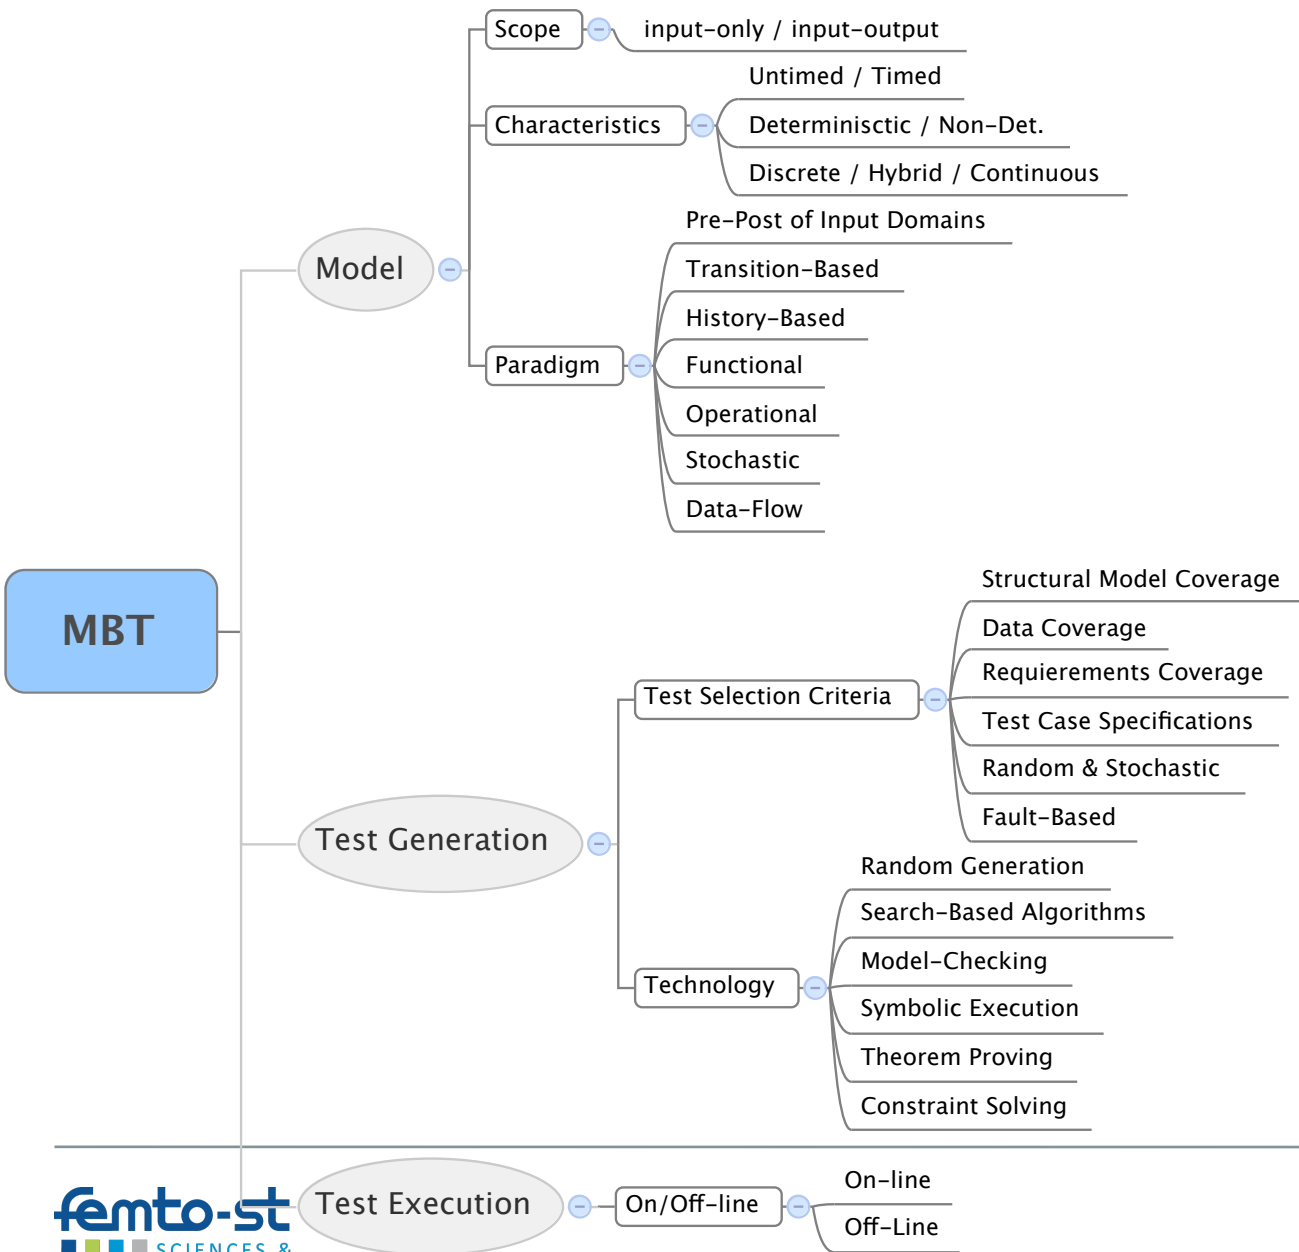 Scope
input-only / input-output
Untimed / Timed
Characteristics
Determinisctic / Non-Det.
Discrete / Hybrid / Continuous
Pre-Post of Input Domains
Model
Transition-Based
History-Based
Paradigm
Functional
Operational
Stochastic
Data-Flow
MBT
Structural Model Coverage
Data Coverage
Requierements Coverage
Test Selection Criteria
Test Case Specifications
Random & Stochastic
Fault-Based
Test Generation
Random Generation
Search-Based Algorithms
Model-Checking
Technology
Symbolic Execution
Theorem Proving
Constraint Solving
On-line
Test Execution
On/Off-line
Off-Line
femto-st
SCIENCES &